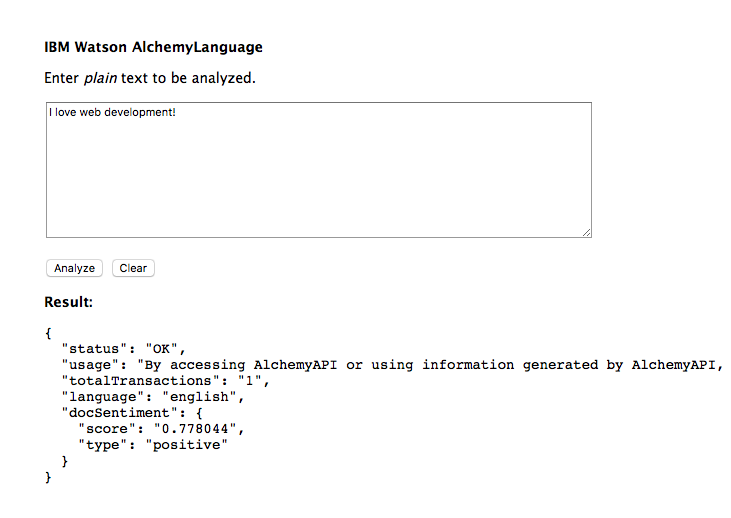 IBM Watson AlchemyLanguage
Enter plain text to be analyzed.
I love web development!
Analyze Clear
Result:
{
  "status": "OK",
  "usage": "By accessing AlchemyAPI or using information generated by AlchemyAPI,
  "totalTransactions": "1",
  "language": "english",
  "docSentiment": {
    "score": "0.778044",
    "type": "positive"
  }
}